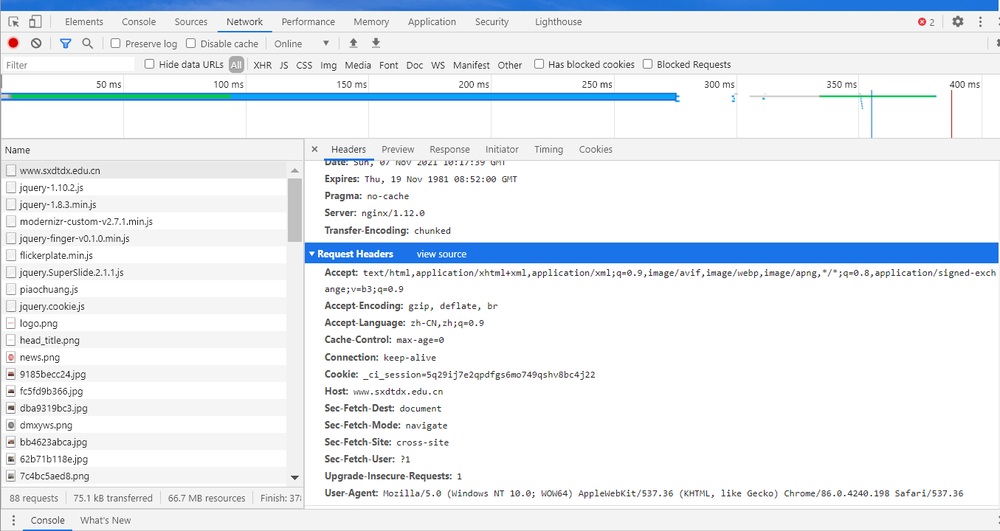 Elements Console Sources Network Performance Memory Application Security Lighthouse 2
Preserve log Disable cache Online
Filter Hide data URLs All XHR JS CSS Img Media Font Doc WS Manifest Other Has blocked cookies Blocked Requests
50 ms 100 ms 150 ms 200 ms 250 ms 300 ms 350 ms 400 ms
Name
www.sxdtdx.edu.cn
jquery-1.10.2.js
jquery-1.8.3.min.js
modernizr-custom-v2.7.1.min.js
jquery-finger-v0.1.0.min.js
flickerplate.min.js
jquery.SuperSlide.2.1.1.js
piaochuang.js
jquery.cookie.js
logo.png
head_title.png
news.png
9185becc24.jpg
fc5fd9b366.jpg
dba9319bc3.jpg
dmxyws.png
bb4623abca.jpg
62b71b118e.jpg
7c4bc5aed8.png
88 requests 75.1 kB transferred 66.7 MB resources Finish: 378
× Headers Preview Response Initiator Timing Cookies
Date: Sun, 07 Nov 2021 10:17:39 GMT
Expires: Thu, 19 Nov 1981 08:52:00 GMT
Pragma: no-cache
Server: nginx/1.12.0
Transfer-Encoding: chunked
Request Headers view source
Accept: text/html,application/xhtml+xml,application/xml;q=0.9,image/avif,image/webp,image/apng,*/*;q=0.8,application/signed-exch
ange;v=b3;q=0.9
Accept-Encoding: gzip, deflate, br
Accept-Language: zh-CN,zh;q=0.9
Cache-Control: max-age=0
Connection: keep-alive
Cookie: _ci_session=5q29ij7e2qpdfgs6mo749qshv8bc4j22
Host: www.sxdtdx.edu.cn
Sec-Fetch-Dest: document
Sec-Fetch-Mode: navigate
Sec-Fetch-Site: cross-site
Sec-Fetch-User: ?1
Upgrade-Insecure-Requests: 1
User-Agent: Mozilla/5.0 (Windows NT 10.0; WOW64) AppleWebKit/537.36 (KHTML, like Gecko) Chrome/86.0.4240.198 Safari/537.36
Console What's New